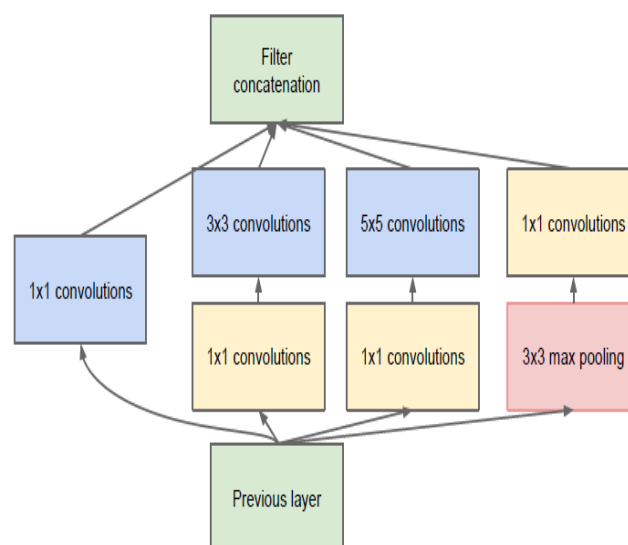 Filter
concatenation
3x3 convolutions
5x5 convolutions
1x1 convolutions
1x1 convolutions
1x1 convolutions
1x1 convolutions
3x3 max pooling
Previous layer